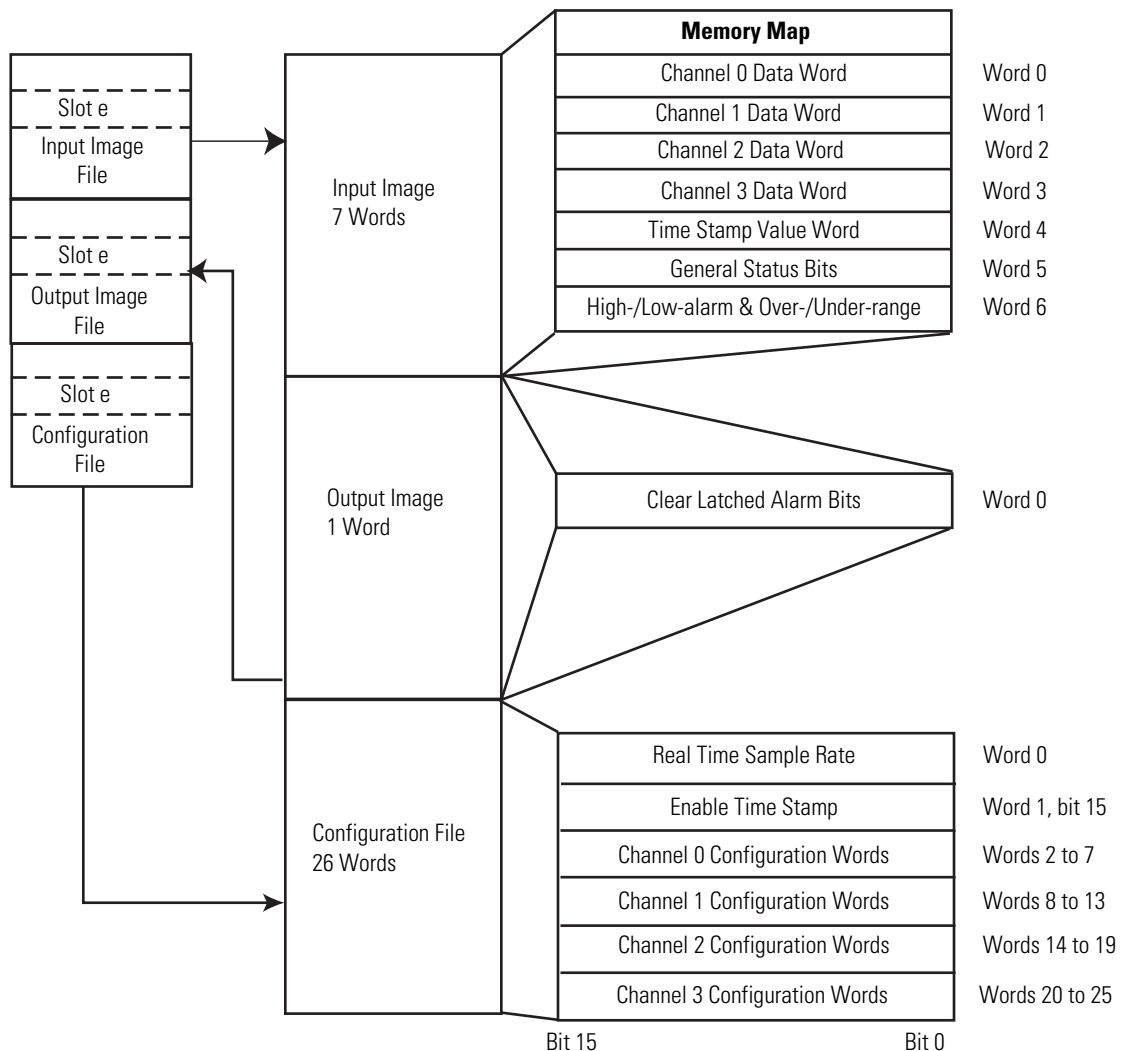 Slot e
Input Image
File
Slot e
Output Image
File
Slot e
Configuration
File
Input Image
7 Words
Output Image
1 Word
Configuration File
26 Words
Memory Map
Channel 0 Data Word Word 0
Channel 1 Data Word Word 1
Channel 2 Data Word Word 2
Channel 3 Data Word Word 3
Time Stamp Value Word Word 4
General Status Bits Word 5
High-/Low-alarm & Over-/Under-range Word 6
Clear Latched Alarm Bits Word 0
Real Time Sample Rate Word 0
Enable Time Stamp Word 1, bit 15
Channel 0 Configuration Words Words 2 to 7
Channel 1 Configuration Words Words 8 to 13
Channel 2 Configuration Words Words 14 to 19
Channel 3 Configuration Words Words 20 to 25
Bit 15 Bit 0